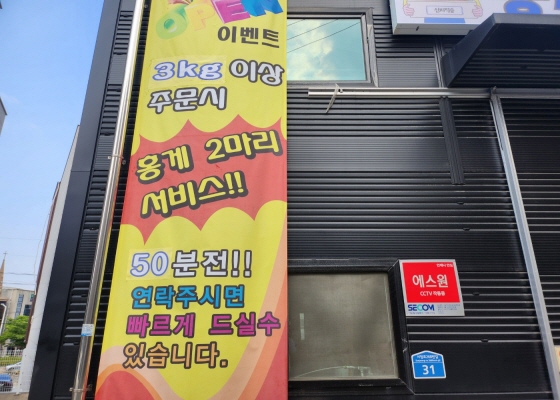 OPEN
이벤트
3kg 이상
주문시
홍게 2마리
서비스!!
50분전!!
연락주시면
빠르게 드실수
있습니다.
에스원
CCTV 작동중
SECOM
31